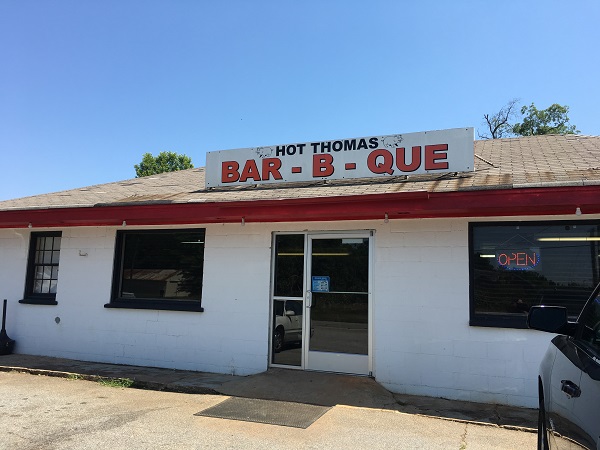 HOT THOMAS
BAR - B - QUE
OPEN